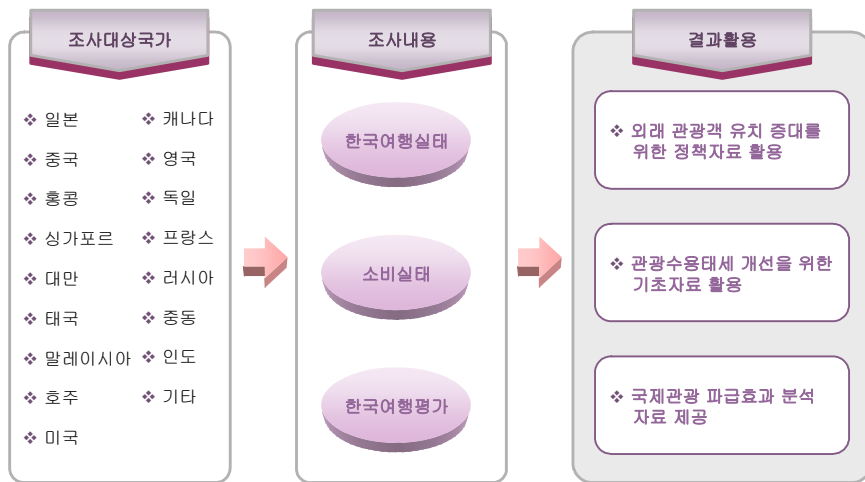 조사대상국가
일본
중국
홍콩
싱가포르
대만
태국
말레이시아
호주
미국
캐나다
영국
독일
프랑스
러시아
중동
인도
기타
조사내용
한국여행실태
소비실태
한국여행평가
결과활용
외래 관광객 유치 증대를
위한 정책자료 활용
관광수용태세 개선을 위한
기초자료 활용
국제관광 파급효과 분석
자료 제공